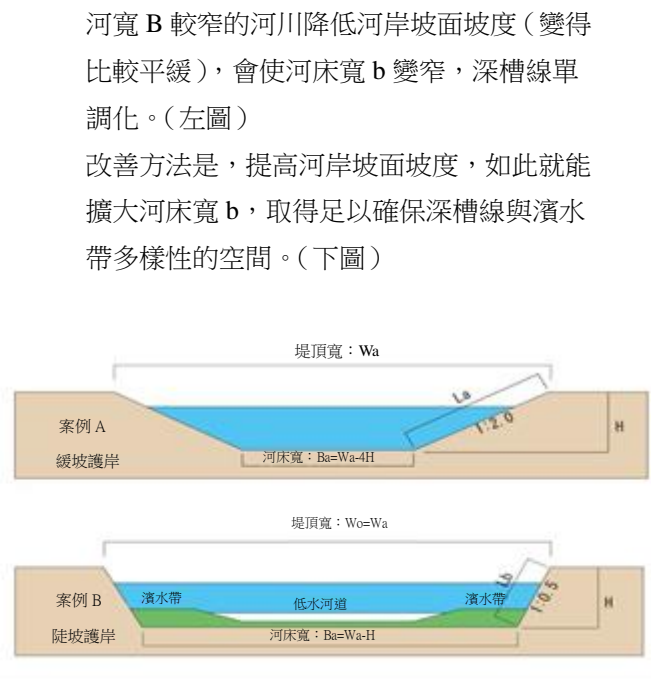 河寬 B 較窄的河川降低河岸坡面坡度（變得
比較平緩），會使河床寬 b 變窄，深槽線單
調化。（左圖）
改善方法是，提高河岸坡面坡度，如此就能
擴大河床寬 b，取得足以確保深槽線與濱水
帶多樣性的空間。（下圖）
堤頂寬：Wa
La
案例 A
1:2.0
H
緩坡護岸
河床寬：Ba=Wa-4H
堤頂寬：Wo=Wa
Lb
案例 B
濱水帶
低水河道
濱水帶
1:0.5
H
陡坡護岸
河床寬：Ba=Wa-H